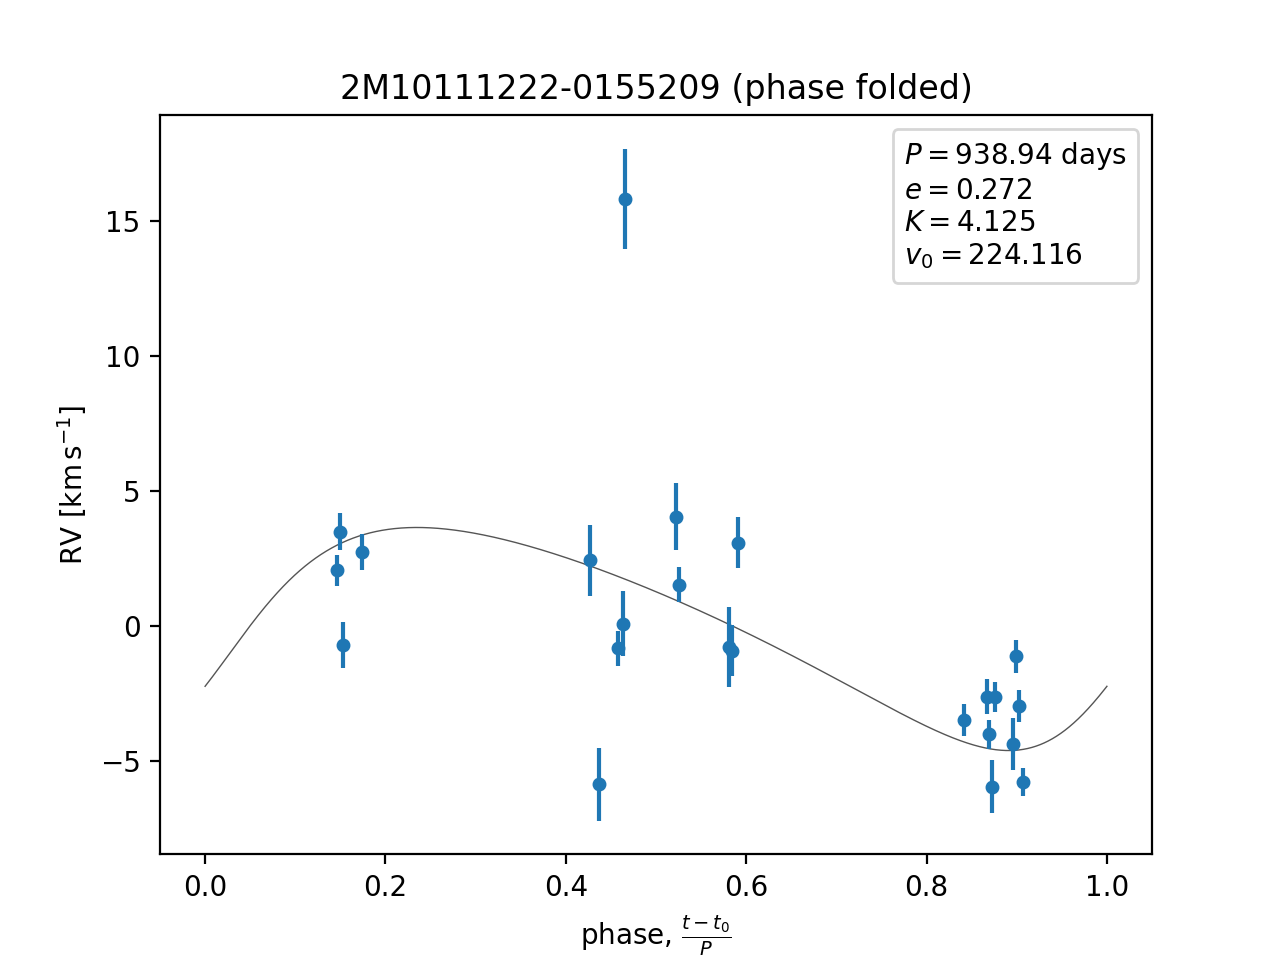 2M10111222-0155209 (phase folded)
P = 938.94 days
e = 0.272
K = 4.125
v₀ = 224.116
15
10
5
0
−5
RV [km s⁻¹]
0.0 0.2 0.4 0.6 0.8 1.0
phase, (t − t₀)/P